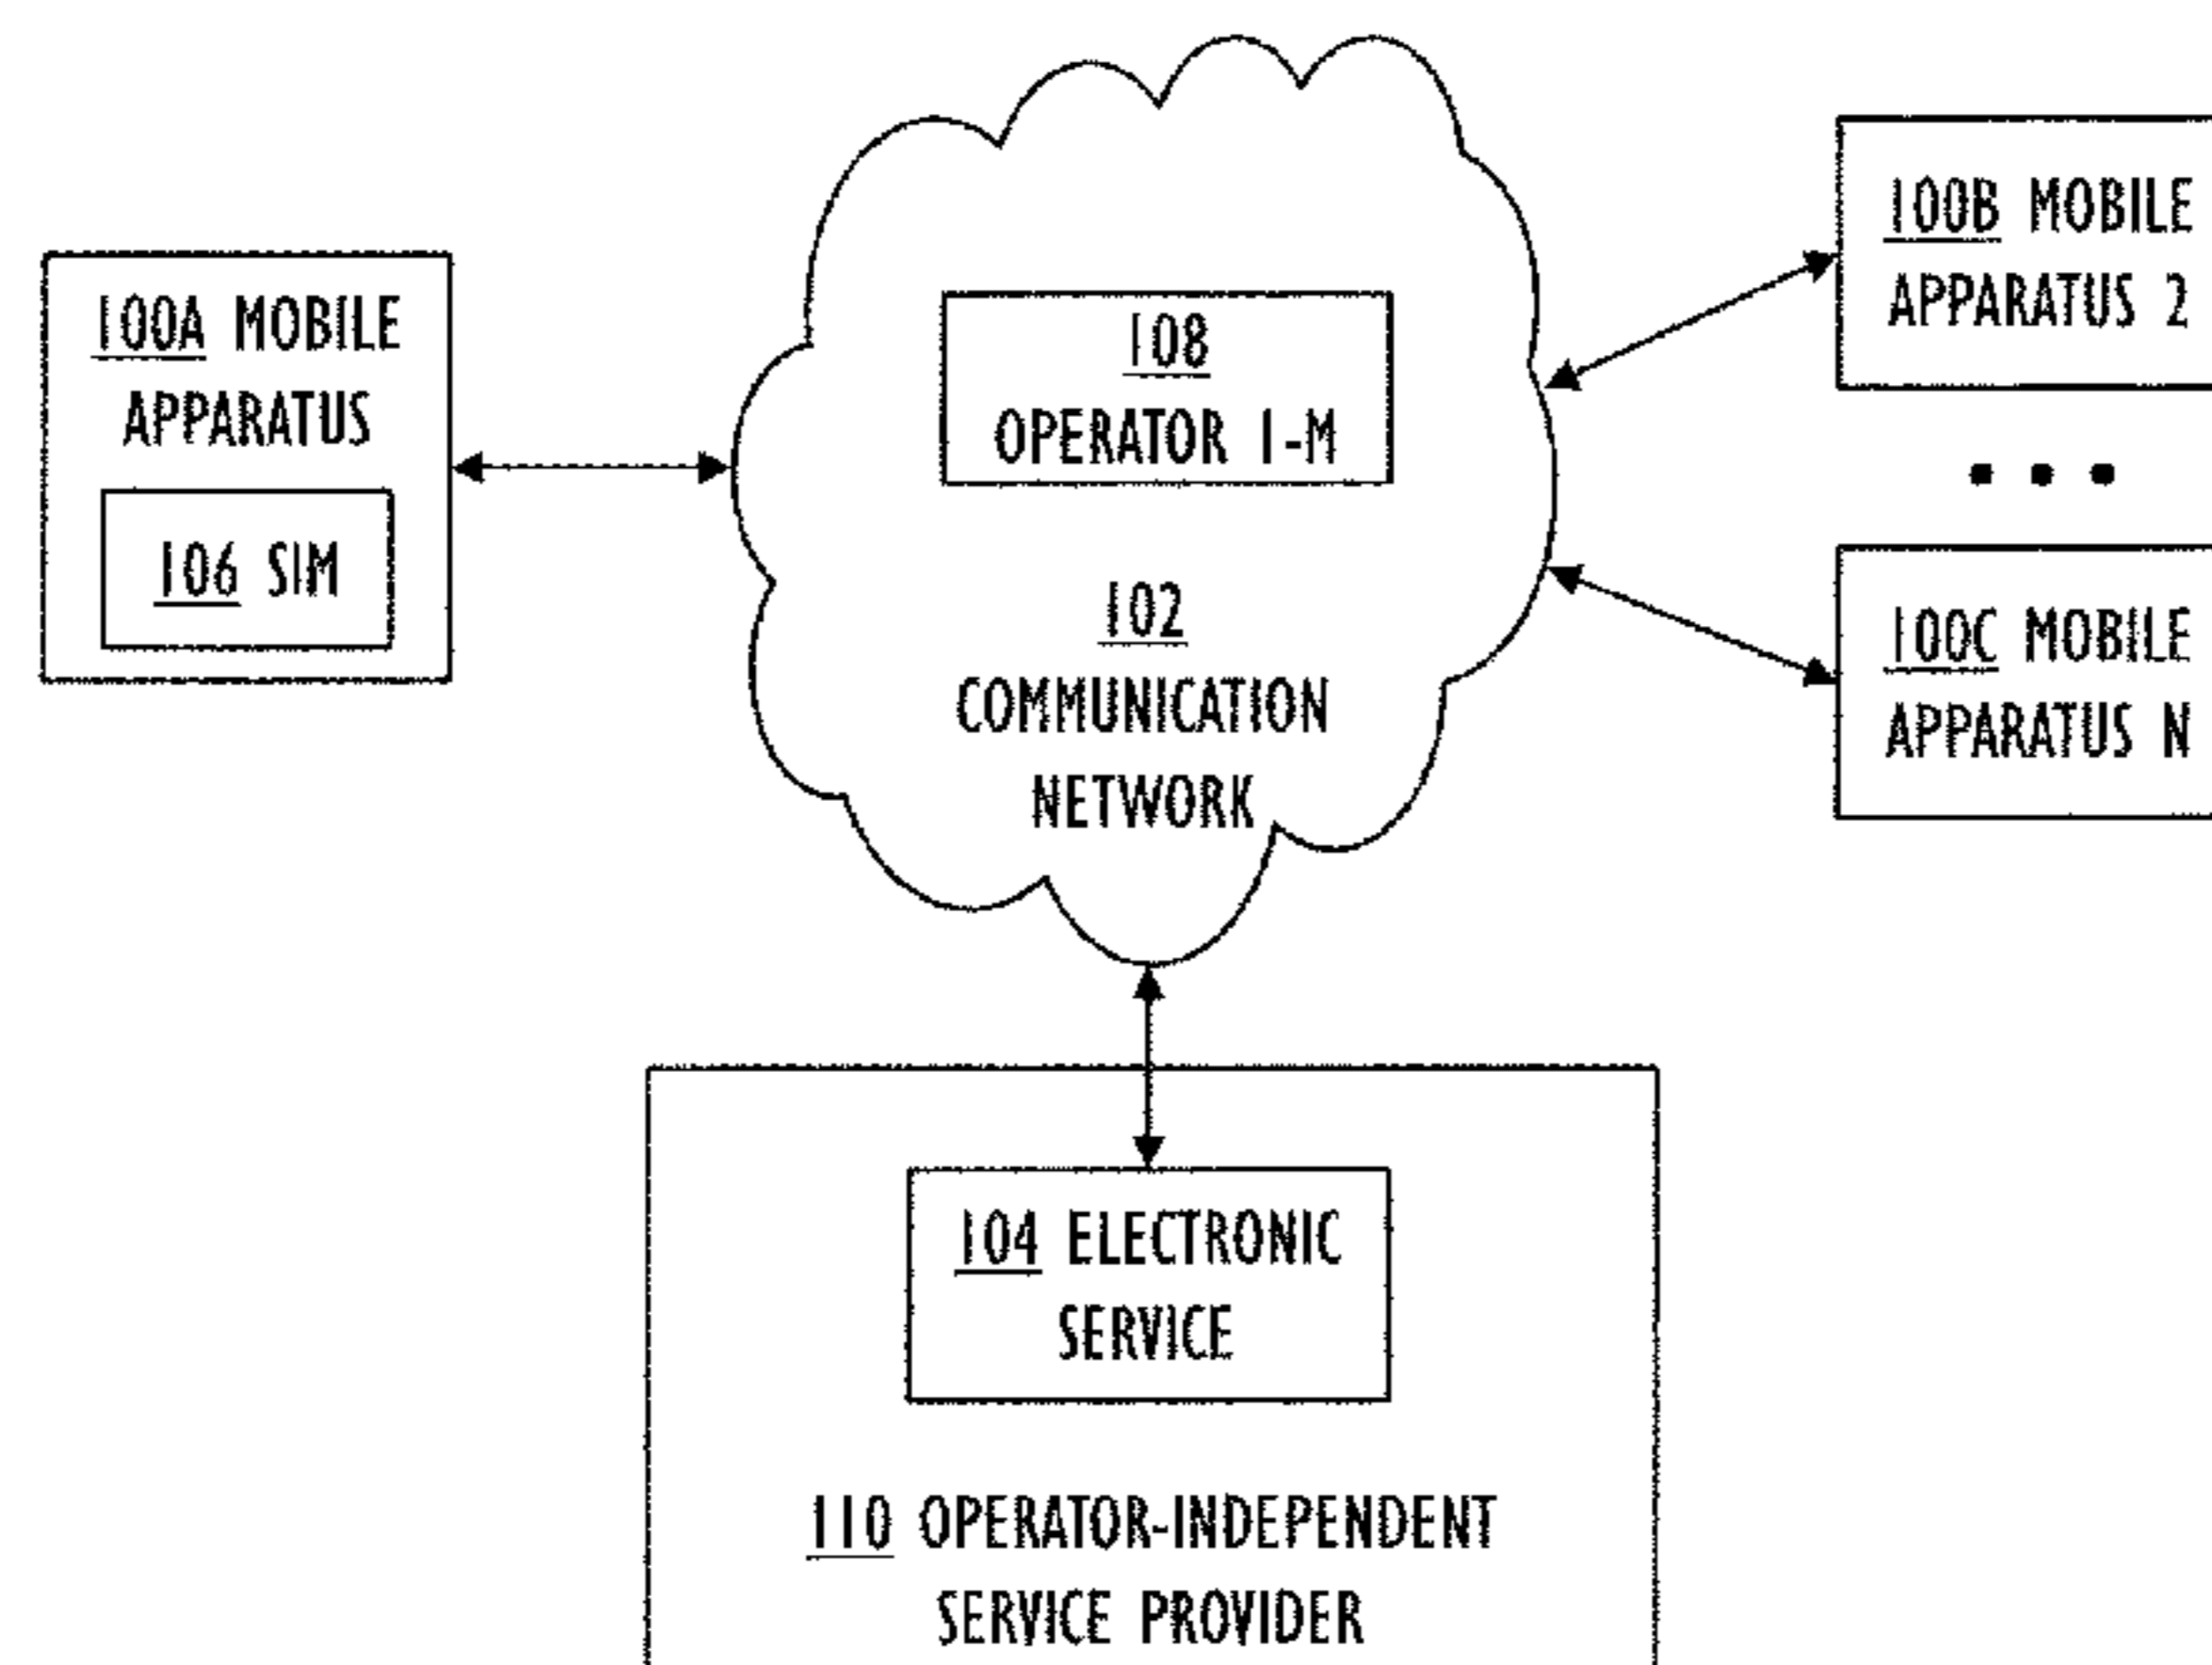 100A MOBILE
APPARATUS
106 SIM
108
OPERATOR 1-M
102
COMMUNICATION
NETWORK
100B MOBILE
APPARATUS 2
• • •
100C MOBILE
APPARATUS N
104 ELECTRONIC
SERVICE
110 OPERATOR-INDEPENDENT
SERVICE PROVIDER